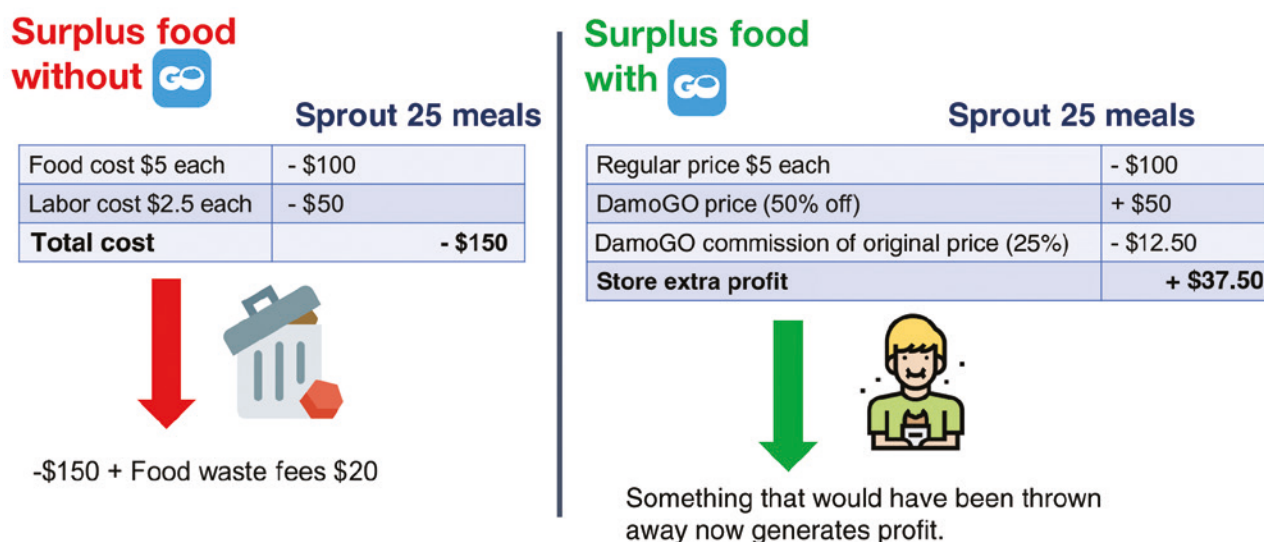 Surplus food
without GO
Sprout 25 meals
Food cost $5 each - $100
Labor cost $2.5 each - $50
Total cost - $150
-$150 + Food waste fees $20
Surplus food
with GO
Sprout 25 meals
Regular price $5 each - $100
DamoGO price (50% off) + $50
DamoGO commission of original price (25%) - $12.50
Store extra profit + $37.50
Something that would have been thrown
away now generates profit.